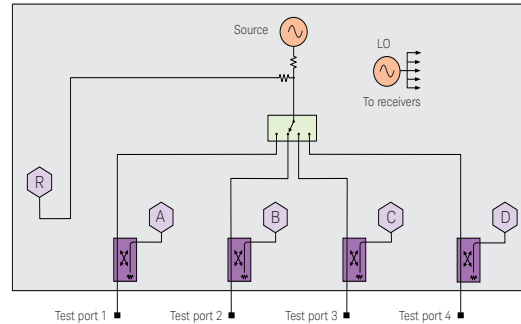 Source
LO
To receivers
R
A
B
C
D
Test port 1
Test port 2
Test port 3
Test port 4